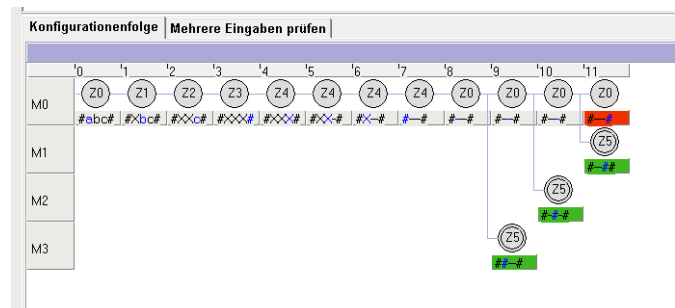 Konfigurationenfolge Mehrere Eingaben prüfen
'0 '1 '2 '3 '4 '5 '6 '7 '8 '9 '10 '11
M0 Z0 Z1 Z2 Z3 Z4 Z4 Z4 Z4 Z0 Z0 Z0 Z0
#abc# #Xbc# #XXc# #XXX# #XXX# #XX-# #X--# #---# #---# #---# #---# #---#
M1 Z5
#--##
M2 Z5
#-#-#
M3 Z5
##--#